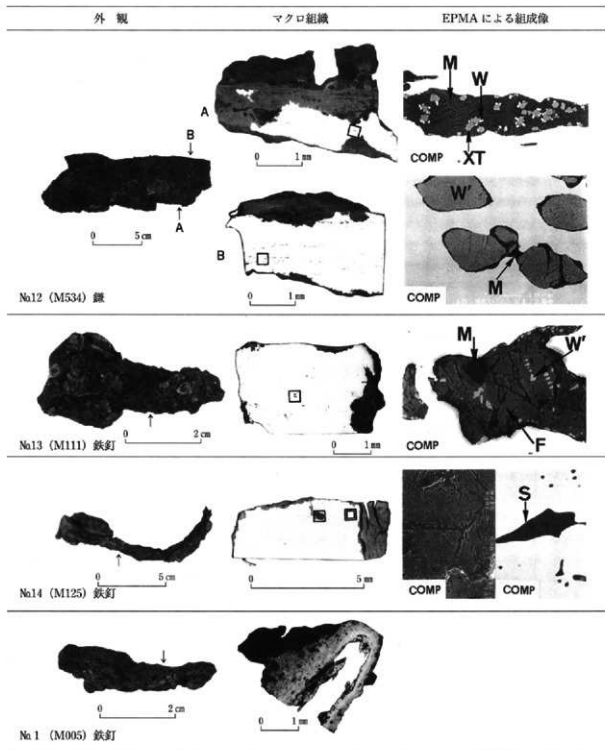 外 観 マクロ組織 EPMAによる組成像
A
B
A
0 5 cm
0 1 mm
B
0 1 mm
M W
XT
COMP
W'
M
COMP
No.12 (M534) 鎌
0 2 cm
0 1 mm
M W'
F
COMP
No.13 (M111) 鉄釘
0 5 cm
0 5 mm
S
COMP COMP
No.14 (M125) 鉄釘
0 2 cm
0 1 mm
No.1 (M005) 鉄釘